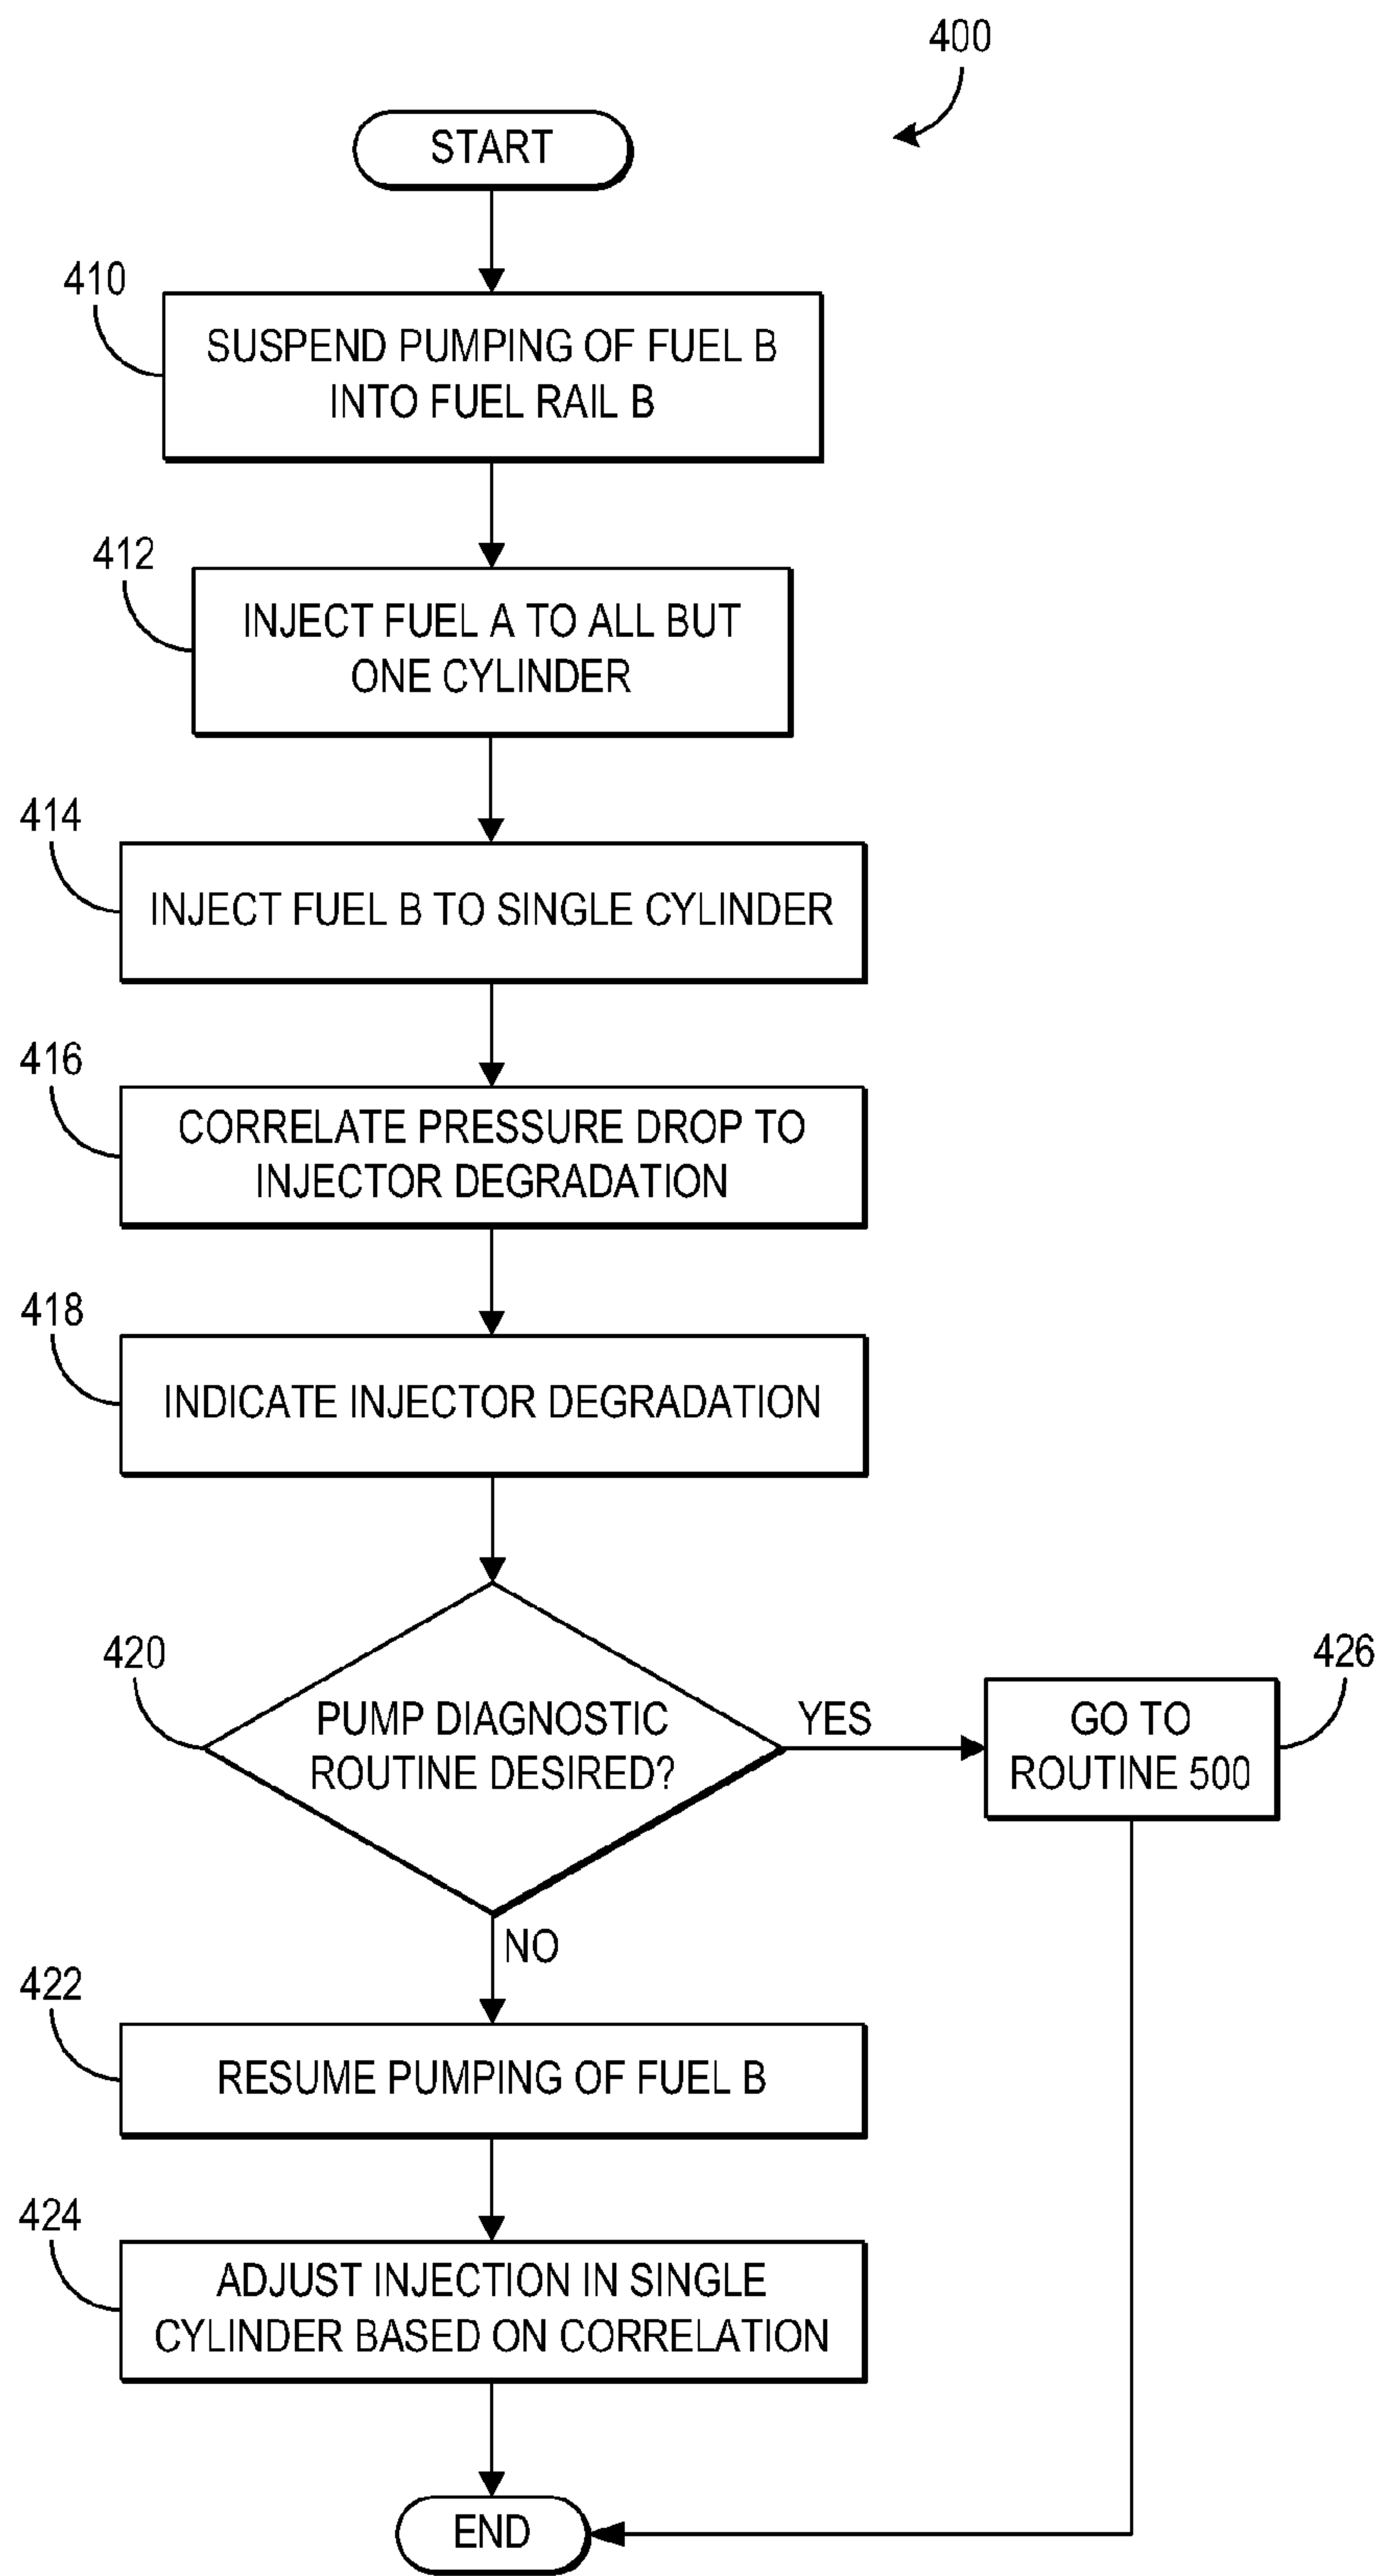 400
START
410
SUSPEND PUMPING OF FUEL B
INTO FUEL RAIL B
412
INJECT FUEL A TO ALL BUT
ONE CYLINDER
414
INJECT FUEL B TO SINGLE CYLINDER
416
CORRELATE PRESSURE DROP TO
INJECTOR DEGRADATION
418
INDICATE INJECTOR DEGRADATION
420
PUMP DIAGNOSTIC
ROUTINE DESIRED?
YES
426
GO TO
ROUTINE 500
NO
422
RESUME PUMPING OF FUEL B
424
ADJUST INJECTION IN SINGLE
CYLINDER BASED ON CORRELATION
END